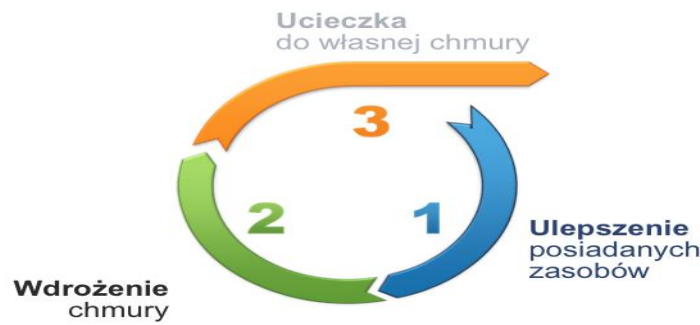 Ucieczka
do własnej chmury
3
2
1
Ulepszenie
posiadanych
zasobów
Wdrożenie
chmury